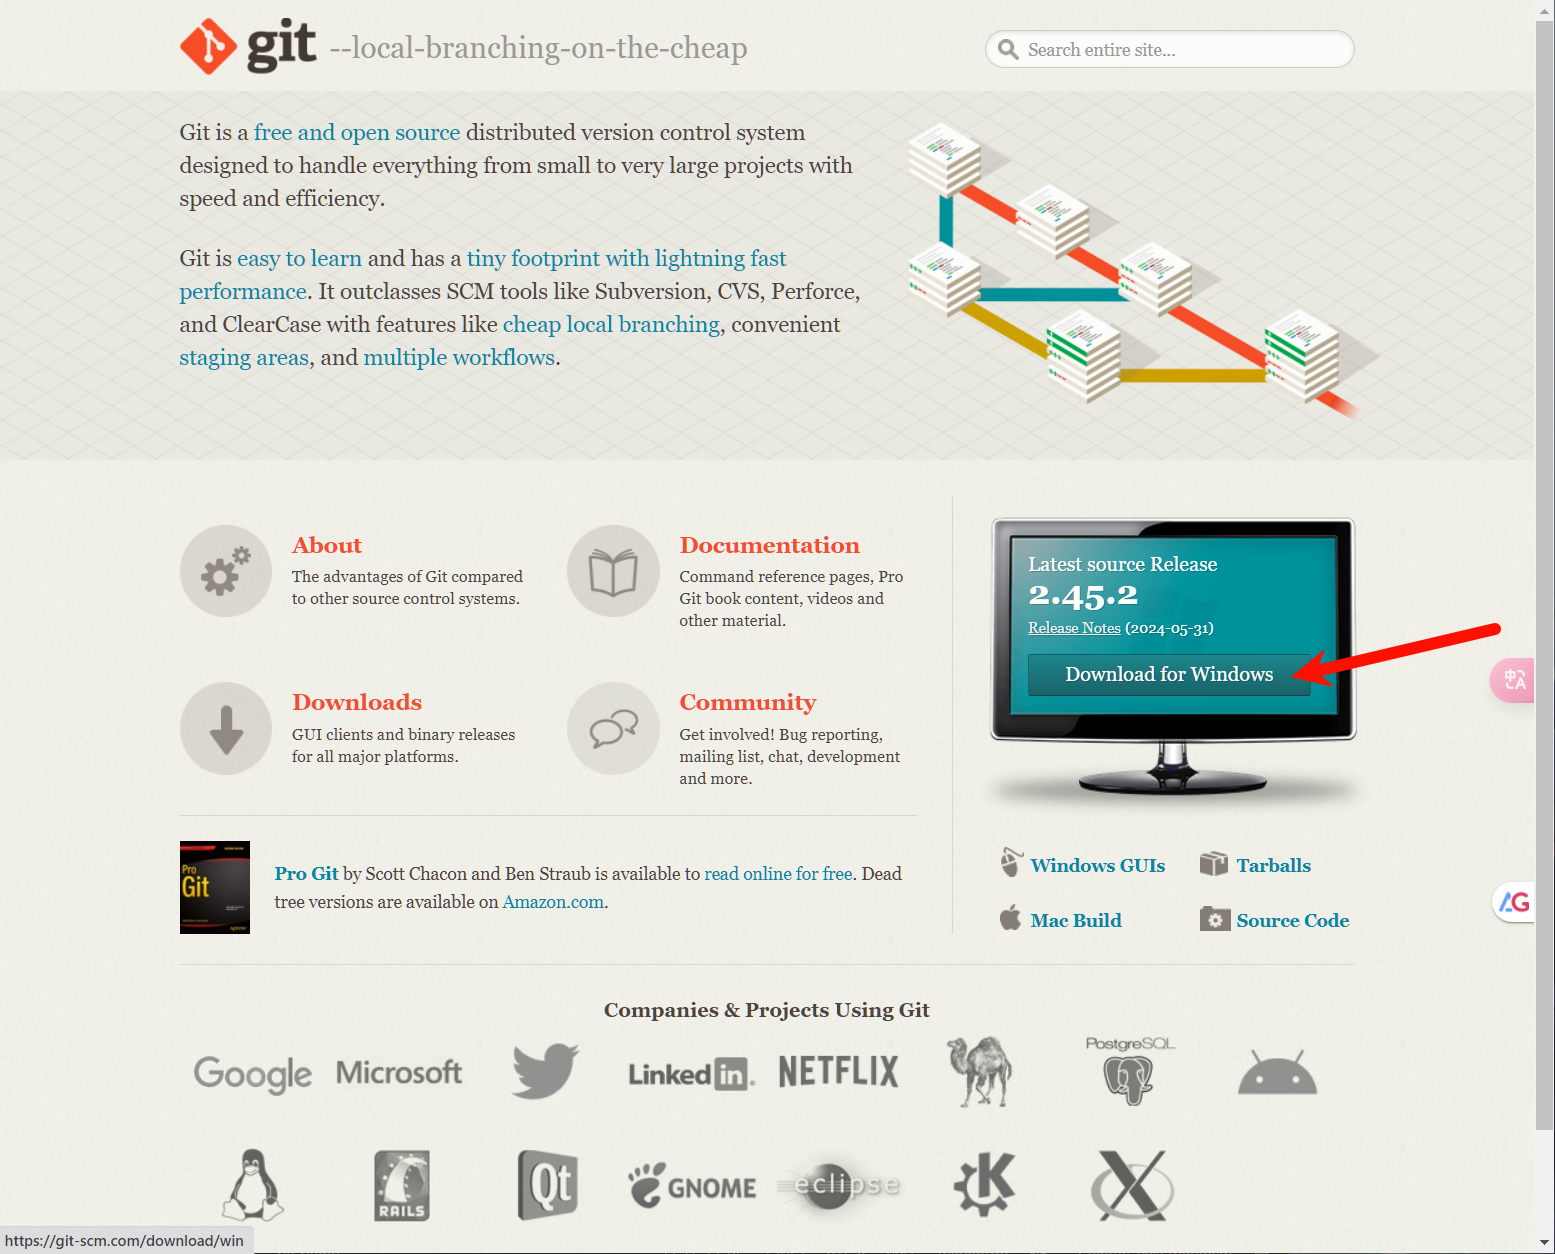 git --local-branching-on-the-cheap
Search entire site...
Git is a free and open source distributed version control system
designed to handle everything from small to very large projects with
speed and efficiency.
Git is easy to learn and has a tiny footprint with lightning fast
performance. It outclasses SCM tools like Subversion, CVS, Perforce,
and ClearCase with features like cheap local branching, convenient
staging areas, and multiple workflows.
About
The advantages of Git compared
to other source control systems.
Documentation
Command reference pages, Pro
Git book content, videos and
other material.
Downloads
GUI clients and binary releases
for all major platforms.
Community
Get involved! Bug reporting,
mailing list, chat, development
and more.
Pro
Git
Pro Git by Scott Chacon and Ben Straub is available to read online for free. Dead
tree versions are available on Amazon.com.
Latest source Release
2.45.2
Release Notes (2024-05-31)
Download for Windows
Windows GUIs
Tarballs
Mac Build
Source Code
中
A
AG
Companies & Projects Using Git
Google
Microsoft
LinkedIn
NETFLIX
PostgreSQL
RAILS
Qt
GNOME
eclipse
K
X
https://git-scm.com/download/win